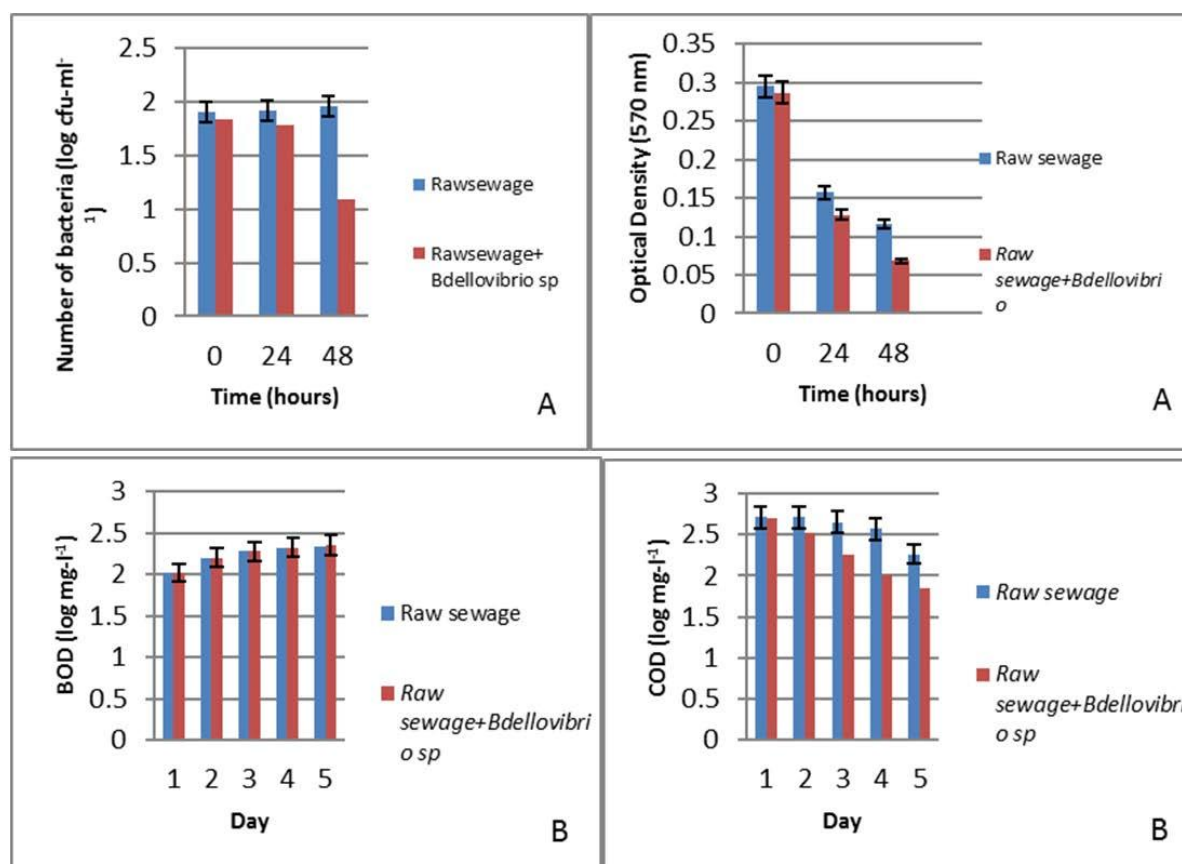 2.5
2
1.5
1
0.5
0
Number of bacteria (log cfu-ml-
1)
0 24 48
Time (hours)
Rawsewage
Rawsewage+
Bdellovibrio sp
A
0.35
0.3
0.25
0.2
0.15
0.1
0.05
0
Optical Density (570 nm)
0 24 48
Time (hours)
Raw sewage
Raw
sewage+Bdellovibri
o
A
3
2.5
2
1.5
1
0.5
0
BOD (log mg-l-1)
1 2 3 4 5
Day
Raw sewage
Raw
sewage+Bdellovibri
o sp
B
3
2.5
2
1.5
1
0.5
0
COD (log mg-l-1)
1 2 3 4 5
Day
Raw sewage
Raw
sewage+Bdellovibri
o sp
B